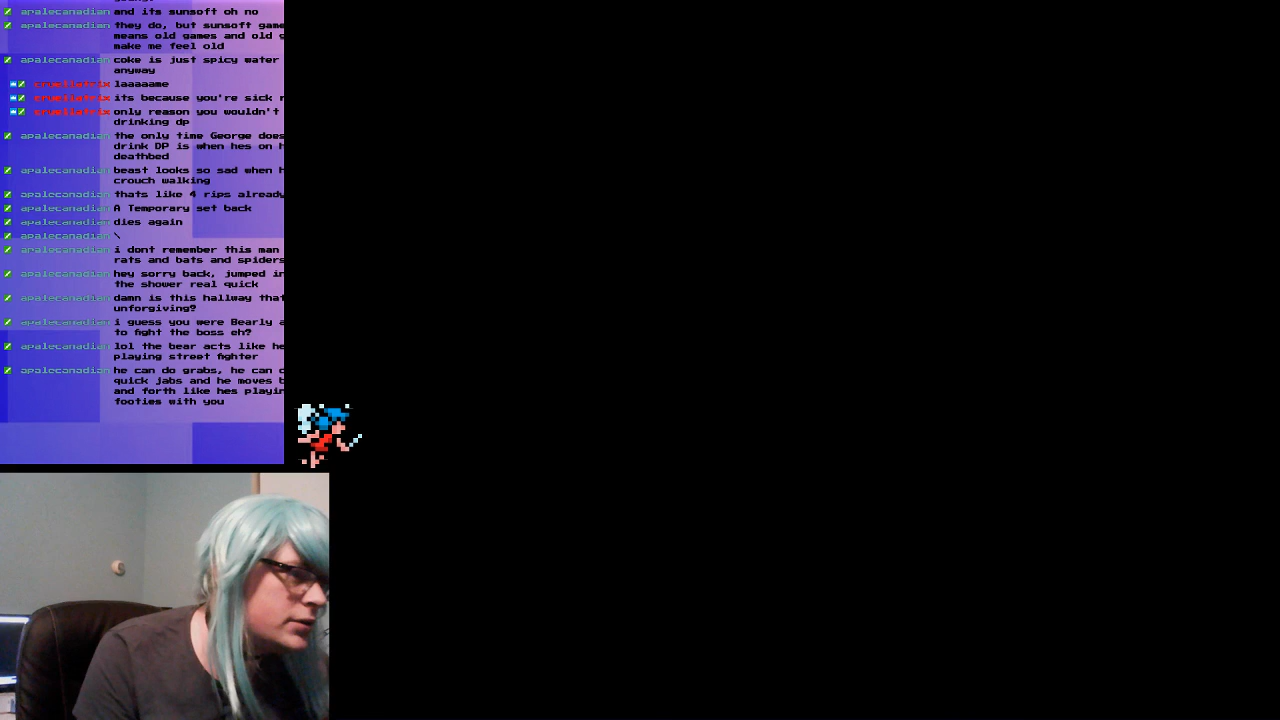 apalecanadian and its sunsoft oh no
apalecanadian they do, but sunsoft game
means old games and old g
make me feel old
apalecanadian coke is just spicy water
anyway
laaaaame
its because you're sick r
only reason you wouldn't
drinking dp
apalecanadian the only time George does
drink DP is when hes on h
deathbed
apalecanadian beast looks so sad when h
crouch walking
apalecanadian thats like 4 rips already
apalecanadian A Temporary set back
apalecanadian dies again
apalecanadian \
apalecanadian i dont remember this man
rats and bats and spiders
apalecanadian hey sorry back, jumped in
the shower real quick
apalecanadian damn is this hallway that
unforgiving?
apalecanadian i guess you were Bearly a
to fight the boss eh?
apalecanadian lol the bear acts like he
playing street fighter
apalecanadian he can do grabs, he can d
quick jabs and he moves b
and forth like hes playin
footies with you